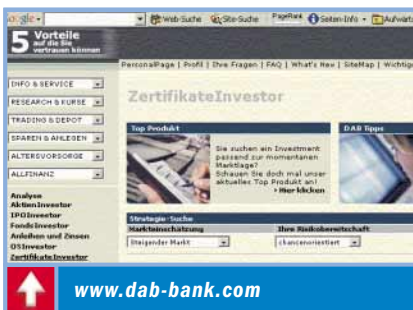 Google -
Web-Suche Site-Suche PageRank Seiten-Info - Aufwärts
5 Vorteile
auf die Sie
vertrauen können
PersonalPage | Profil | Ihre Fragen | FAQ | What's New | SiteMap | Wichtige
INFO & SERVICE
RESEARCH & KURSE
TRADING & DEPOT
SPAREN & ANLEGEN
ALTERSVORSORGE
ALLFINANZ
Analyse
AktienInvestor
IPOInvestor
FondsInvestor
Anleihen und Zinsen
OSInvestor
ZertifikateInvestor
ZertifikateInvestor
Top Produkt
Sie suchen ein Investment
passend zur momentanen
Marktlage?
Schauen Sie doch mal unser
aktuelles Top Produkt an!
Hier klicken
DAB Tipps
Strategie-Suche
Markteinschätzung Ihre Risikobereitschaft
Steigender Markt chancenorientiert
www.dab-bank.com